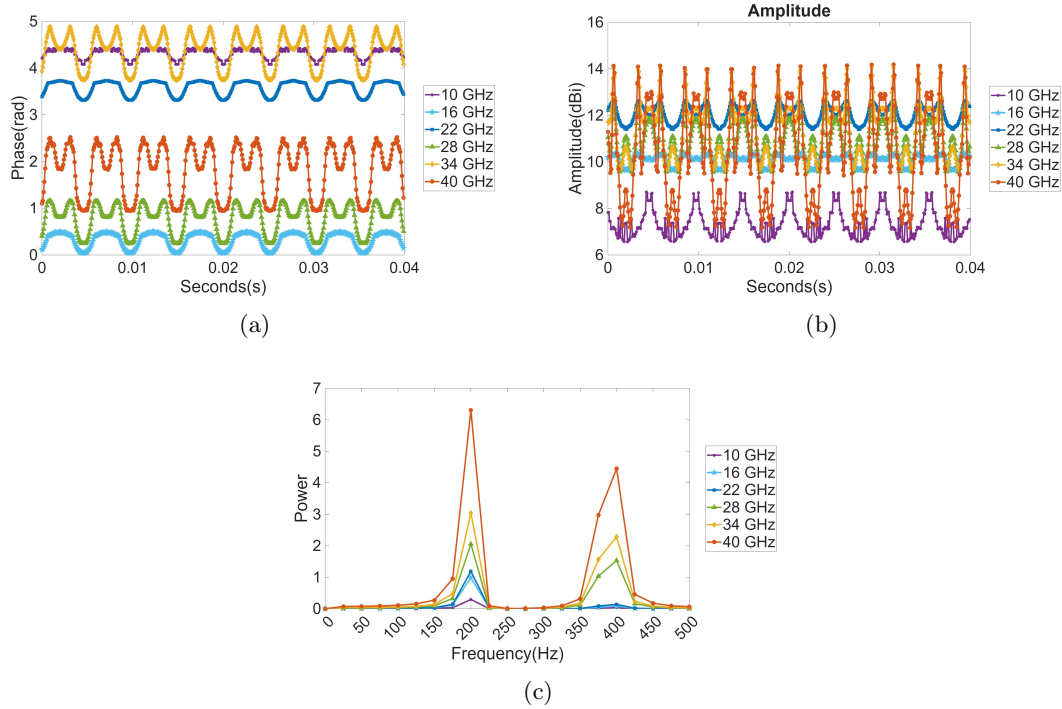 5
4
3
2
1
0
Phase(rad)
0
0.01
0.02
0.03
0.04
Seconds(s)
10 GHz
16 GHz
22 GHz
28 GHz
34 GHz
40 GHz
(a)
Amplitude
16
14
12
10
8
6
Amplitude(dBi)
0
0.01
0.02
0.03
0.04
Seconds(s)
10 GHz
16 GHz
22 GHz
28 GHz
34 GHz
40 GHz
(b)
7
6
5
4
3
2
1
0
Power
0
50
100
150
200
250
300
350
400
450
500
Frequency(Hz)
10 GHz
16 GHz
22 GHz
28 GHz
34 GHz
40 GHz
(c)